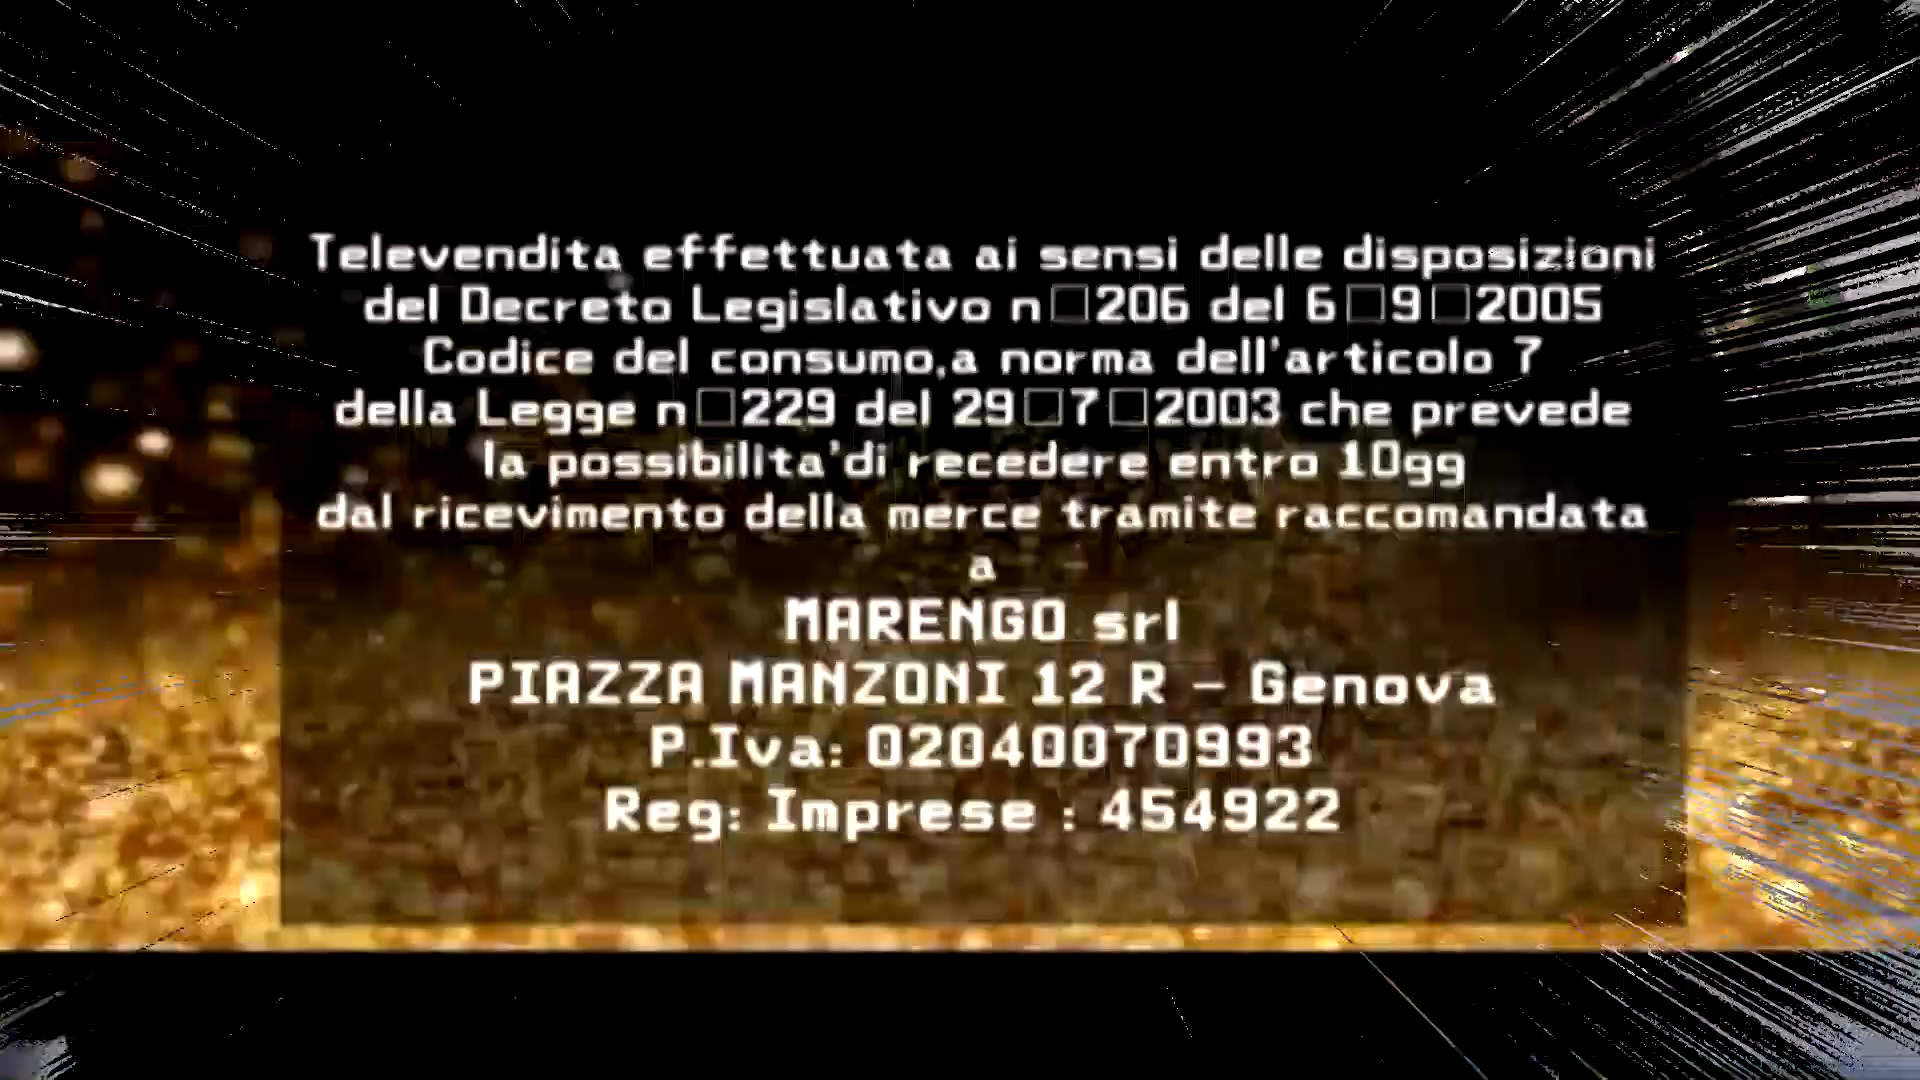 Televendita effettuata ai sensi delle disposizioni
del Decreto Legislativo n□206 del 6□9□2005
Codice del consumo,a norma dell'articolo 7
della Legge n□229 del 29□7□2003 che prevede
la possibilita'di recedere entro 10gg
dal ricevimento della merce tramite raccomandata
a
MARENGO srl
PIAZZA MANZONI 12 R - Genova
P.Iva: 02040070993
Reg: Imprese : 454922